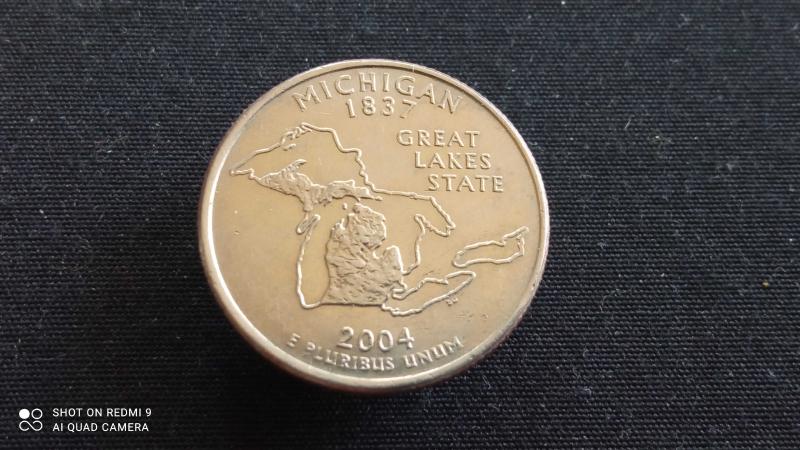 MICHIGAN
1837
GREAT
LAKES
STATE
2004
E PLURIBUS UNUM
SHOT ON REDMI 9
AI QUAD CAMERA